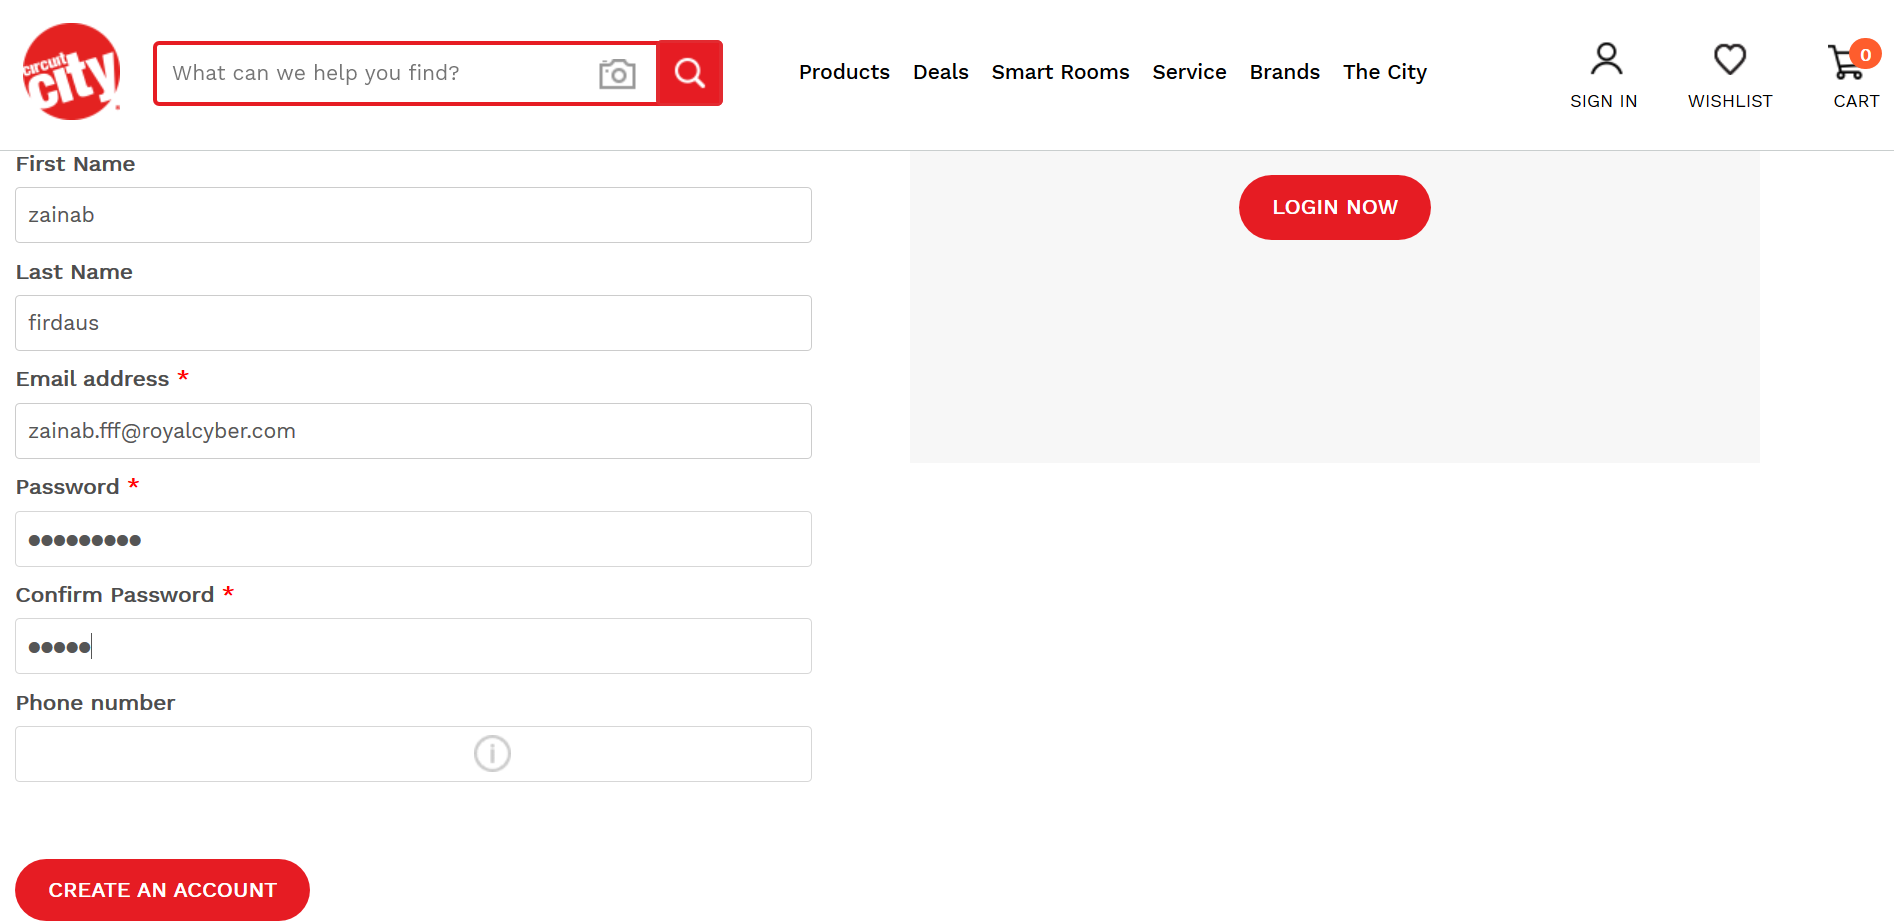 circuit
city
What can we help you find?
Products Deals Smart Rooms Service Brands The City
SIGN IN
WISHLIST
0
CART
First Name
zainab
Last Name
firdaus
Email address *
zainab.fff@royalcyber.com
Password *
●●●●●●●●●
Confirm Password *
●●●●●
Phone number
CREATE AN ACCOUNT
LOGIN NOW